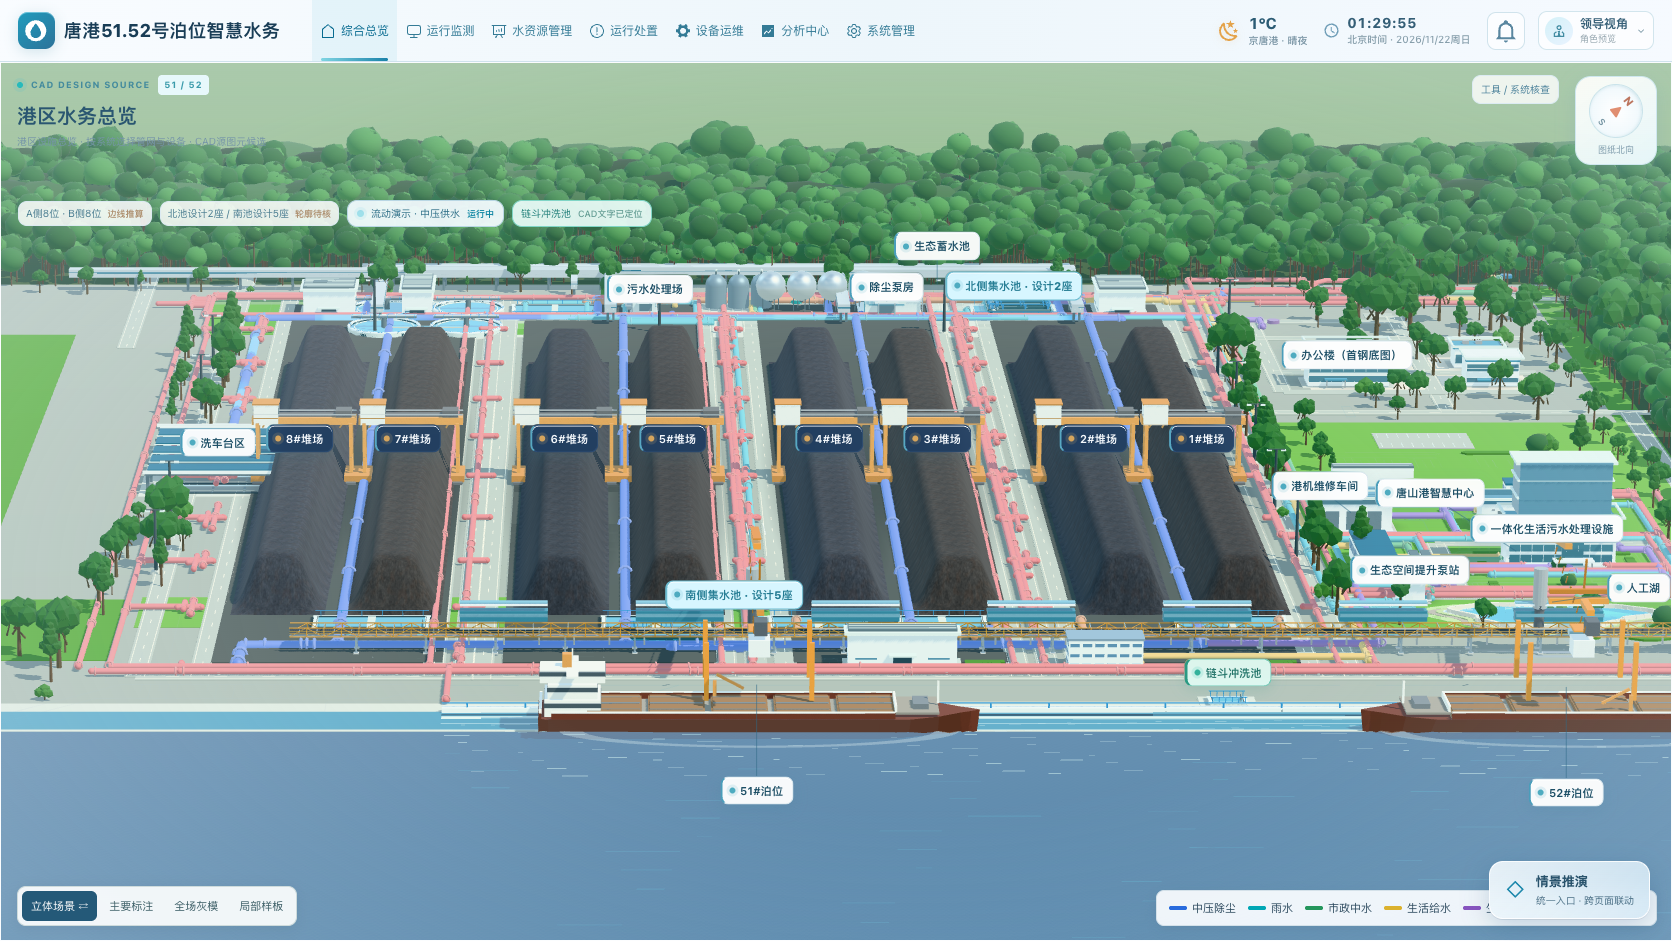 唐港51.52号泊位智慧水务
综合总览
运行监测
水资源管理
运行处置
设备运维
分析中心
系统管理
1°C
京唐港 · 晴夜
01:29:55
北京时间 · 2026/11/22周日
领导视角
角色预览
CAD DESIGN SOURCE
51 / 52
港区水务总览
工具 / 系统核查
N
S
图纸北向
A侧8位 · B侧8位 边线推算
北池设计2座 / 南池设计5座 轮廓待核
流动演示 · 中压供水 运行中
链斗冲洗池 CAD文字已定位
生态蓄水池
污水处理场
除尘泵房
北侧集水池 · 设计2座
办公楼（首钢底图）
洗车台区
8#堆场
7#堆场
6#堆场
5#堆场
4#堆场
3#堆场
2#堆场
1#堆场
港机维修车间
唐山港智慧中心
一体化生活污水处理设施
生态空间提升泵站
人工湖
南侧集水池 · 设计5座
链斗冲洗池
51#泊位
52#泊位
立体场景
主要标注
全场灰模
局部样板
中压除尘
雨水
市政中水
生活给水
情景推演
统一入口 · 跨页面联动